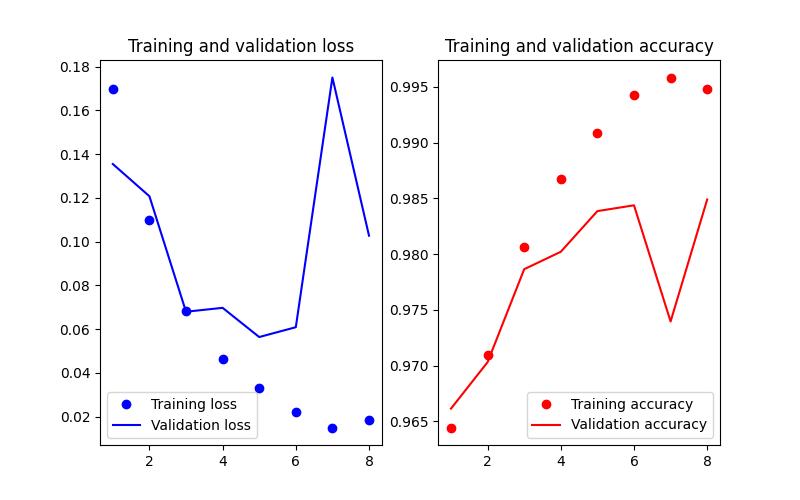 Training and validation loss
0.18
0.16
0.14
0.12
0.10
0.08
0.06
0.04
0.02
Training loss
Validation loss
2 4 6 8
Training and validation accuracy
0.995
0.990
0.985
0.980
0.975
0.970
0.965
Training accuracy
Validation accuracy
2 4 6 8